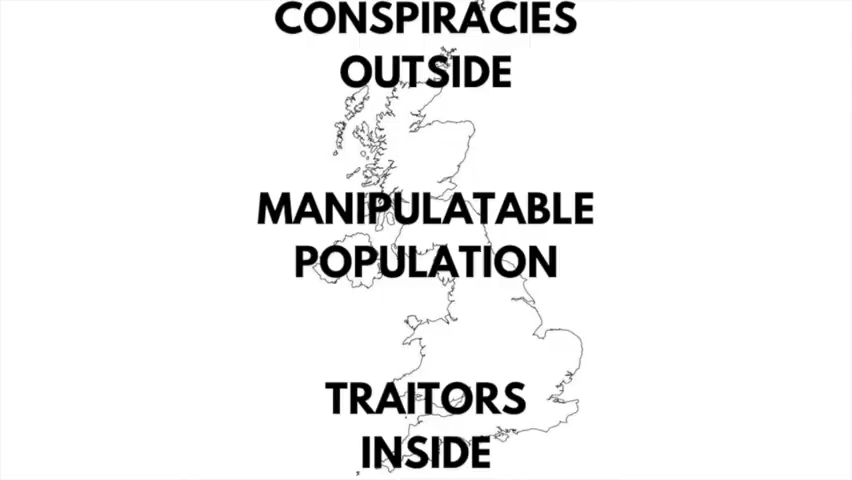 CONSPIRACIES
OUTSIDE
MANIPULATABLE
POPULATION
TRAITORS
INSIDE